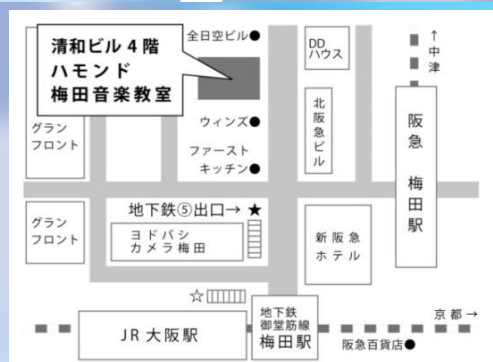 清和ビル4階
ハモンド
梅田音楽教室
全日空ビル●
DD
ハウス
↑中津
グラン
フロント
ウィンズ●
ファースト
キッチン●
北阪急ビル
阪急 梅田駅
地下鉄⑤出口→ ★
グラン
フロント
ヨドバシ
カメラ梅田
新阪急
ホテル
☆
JR 大阪駅
地下鉄
御堂筋線
梅田駅
京都→
阪急百貨店●